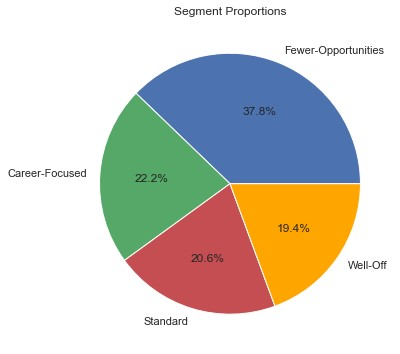 Segment Proportions
Fewer-Opportunities
37.8%
Career-Focused
22.2%
20.6%
Standard
19.4%
Well-Off